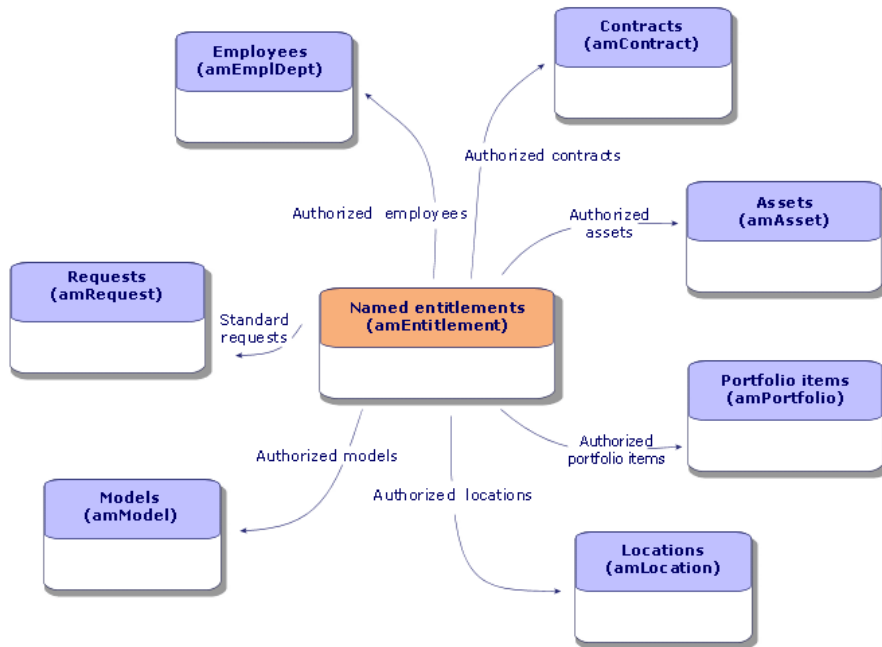 Contracts
(amContract)
Employees
(amEmplDept)
Authorized contracts
Authorized employees
Assets
(amAsset)
Authorized
assets
Requests
(amRequest)
Standard
requests
Named entitlements
(amEntitlement)
Portfolio items
(amPortfolio)
Authorized
portfolio items
Authorized models
Authorized locations
Models
(amModel)
Locations
(amLocation)